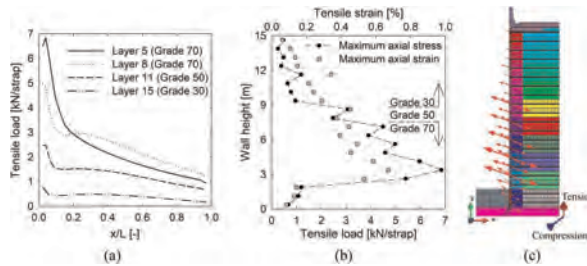 (a)
Tensile load [kN/strap]
7
6
5
4
3
2
1
0
Layer 5 (Grade 70)
Layer 8 (Grade 70)
Layer 11 (Grade 50)
Layer 15 (Grade 30)
0.0 0.2 0.4 0.6 0.8 1.0
x/L [-]
(a)
(b)
Tensile strain [%]
0 0.2 0.4 0.6 0.8 1
Wall height [m]
15
12
9
6
3
0
Maximum axial stress
Maximum axial strain
Grade 30
Grade 50
Grade 70
0 1 2 3 4 5 6 7
Tensile load [kN/strap]
(b)
(c)
Compression
(c)